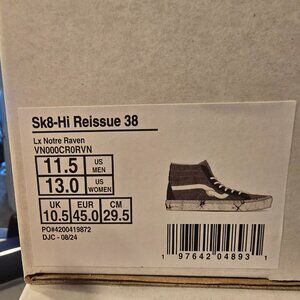 Sk8-Hi Reissue 38
Lx Notre Raven
VN000CR0RVN
11.5 US MEN
13.0 US WOMEN
UK EUR CM
10.5 45.0 29.5
PO#4200419872
DJC - 08/24
1 97642 04893 1